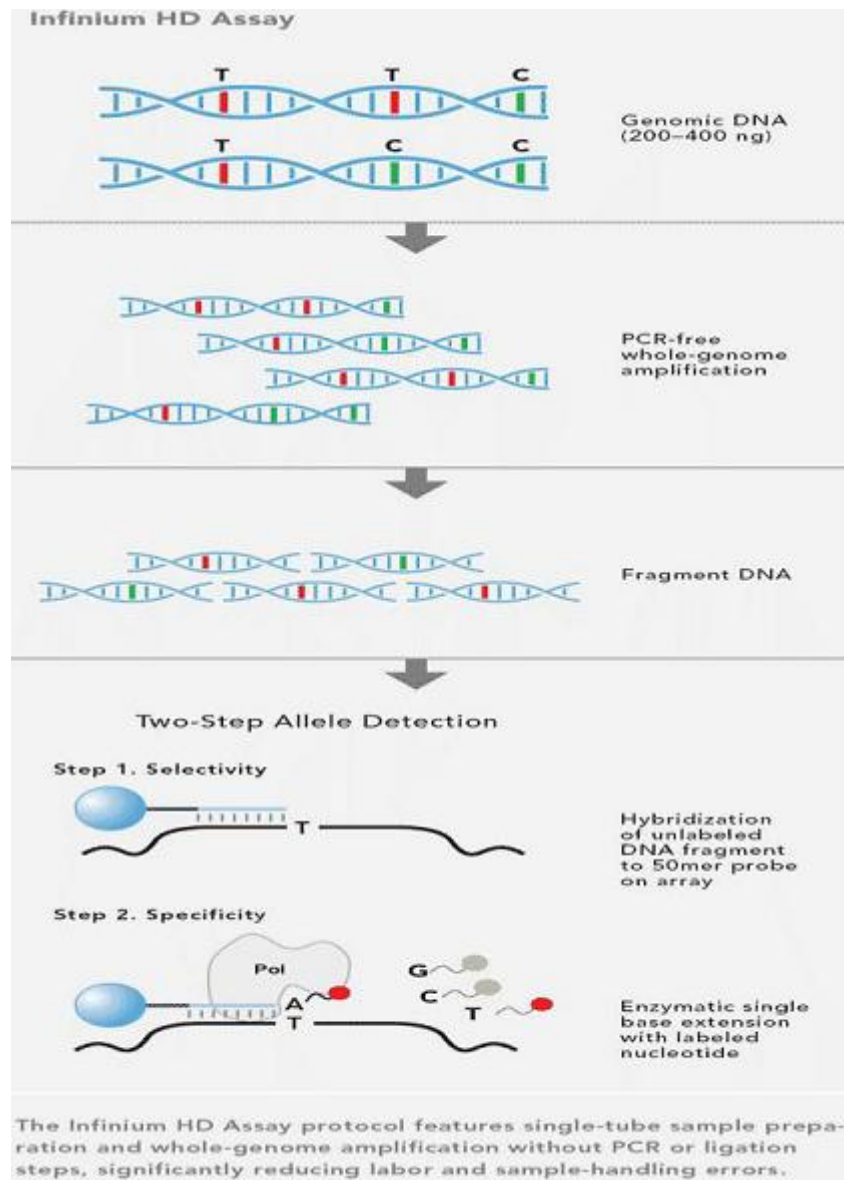 Infinium HD Assay
T T C
T C C
Genomic DNA
(200–400 ng)
PCR-free
whole-genome
amplification
Fragment DNA
Two-Step Allele Detection
Step 1. Selectivity
T
Hybridization
of unlabeled
DNA fragment
to 50mer probe
on array
Step 2. Specificity
Pol
G
A
C
T
T
Enzymatic single
base extension
with labeled
nucleotide
The Infinium HD Assay protocol features single-tube sample prepa-
ration and whole-genome amplification without PCR or ligation
steps, significantly reducing labor and sample-handling errors.